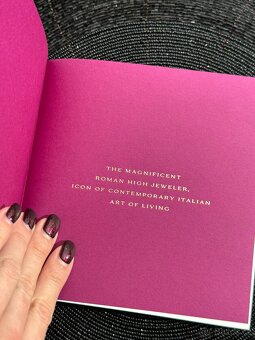 THE MAGNIFICENT
ROMAN HIGH JEWELER,
ICON OF CONTEMPORARY ITALIAN
ART OF LIVING